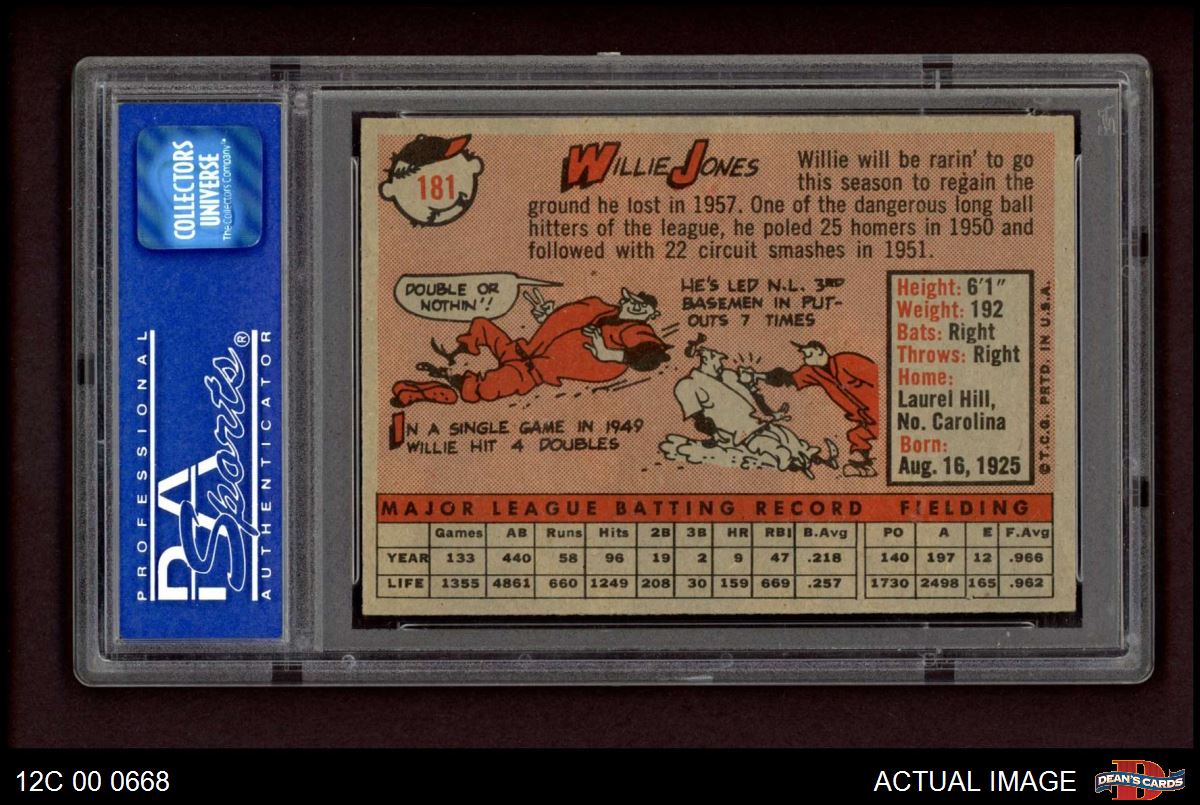 COLLECTORS
UNIVERSE
The Collectors Company™
PROFESSIONAL
PSA
Sports®
AUTHENTICATOR
181
WILLIE JONES
Willie will be rarin' to go
this season to regain the
ground he lost in 1957. One of the dangerous long ball
hitters of the league, he poled 25 homers in 1950 and
followed with 22 circuit smashes in 1951.
DOUBLE OR
NOTHIN'!
IN A SINGLE GAME IN 1949
WILLIE HIT 4 DOUBLES
HE'S LED N.L. 3RD
BASEMEN IN PUT-
OUTS 7 TIMES
Height: 6'1"
Weight: 192
Bats: Right
Throws: Right
Home:
Laurel Hill,
No. Carolina
Born:
Aug. 16, 1925
©T.C.G. PRTD. IN U.S.A.
MAJOR LEAGUE BATTING RECORD FIELDING
Games AB Runs Hits 2B 3B HR RBI B.Avg PO A E F.Avg
YEAR 133 440 58 96 19 2 9 47 .218 140 197 12 .966
LIFE 1355 4861 660 1249 208 30 159 669 .257 1730 2498 165 .962
12C 00 0668
ACTUAL IMAGE
DEAN'S CARDS